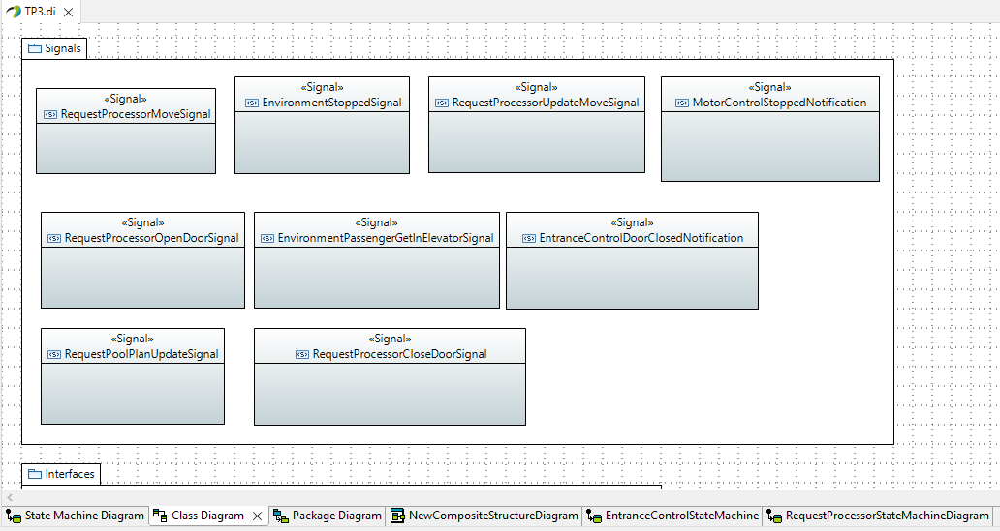 TP3.di
Signals
«Signal»
RequestProcessorMoveSignal
«Signal»
EnvironmentStoppedSignal
«Signal»
RequestProcessorUpdateMoveSignal
«Signal»
MotorControlStoppedNotification
«Signal»
RequestProcessorOpenDoorSignal
«Signal»
EnvironmentPassengerGetInElevatorSignal
«Signal»
EntranceControlDoorClosedNotification
«Signal»
RequestPoolPlanUpdateSignal
«Signal»
RequestProcessorCloseDoorSignal
Interfaces
State Machine Diagram
Class Diagram
Package Diagram
NewCompositeStructureDiagram
EntranceControlStateMachine
RequestProcessorStateMachineDiagram